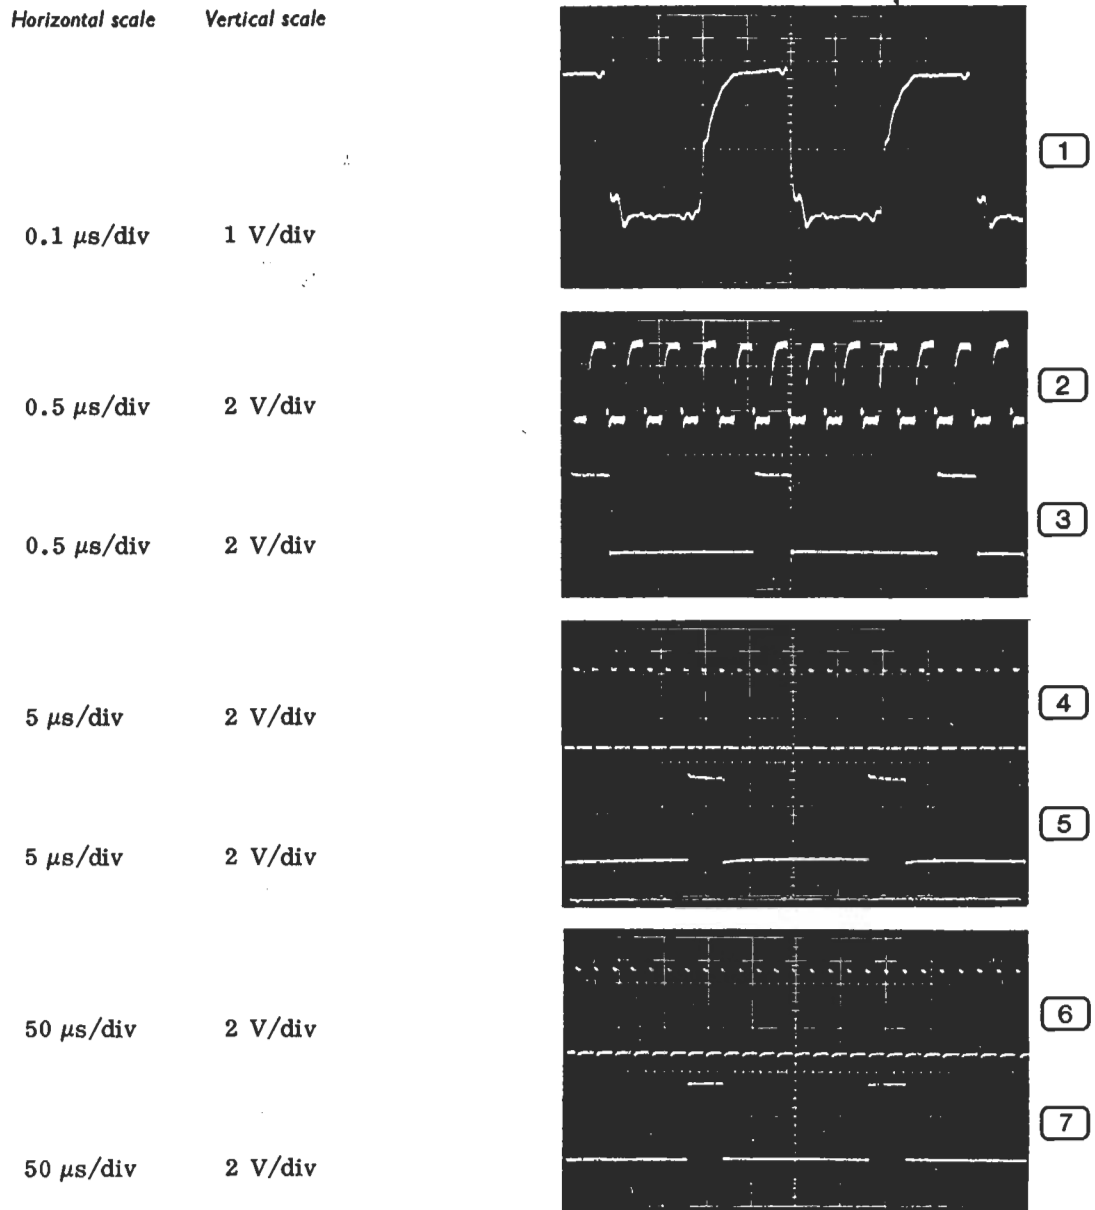 Horizontal scale Vertical scale
0.1 μs/div 1 V/div
1
0.5 μs/div 2 V/div
2
0.5 μs/div 2 V/div
3
5 μs/div 2 V/div
4
5 μs/div 2 V/div
5
50 μs/div 2 V/div
6
50 μs/div 2 V/div
7